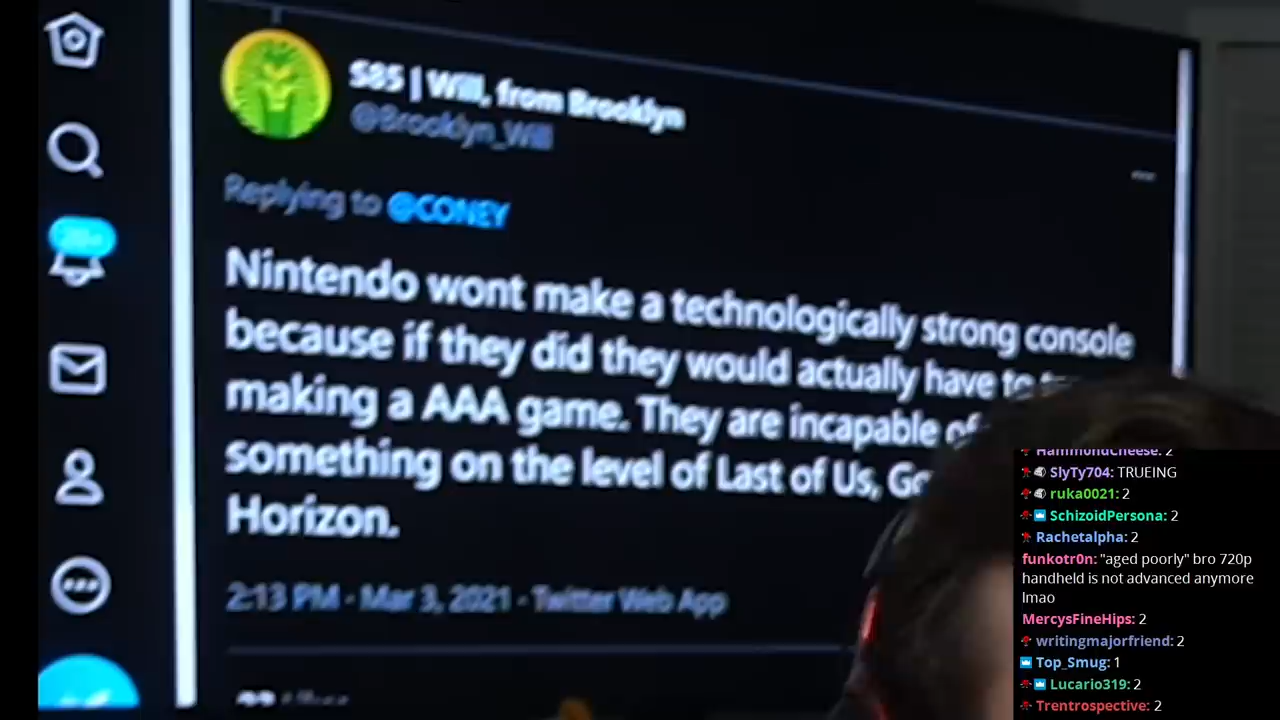 S85 | Will, from Brooklyn
@Brooklyn_Will
Replying to @CONEY
Nintendo wont make a technologically strong console
because if they did they would actually have to
making a AAA game. They are incapable of
something on the level of Last of Us,
Horizon.
2:13 PM · Mar 3, 2021 · Twitter Web App
HammondCheese: 2
SlyTy704: TRUEING
ruka0021: 2
SchizoidPersona: 2
Rachetalpha: 2
funkotr0n: "aged poorly" bro 720p
handheld is not advanced anymore
lmao
MercysFineHips: 2
writingmajorfriend: 2
Top_Smug: 1
Lucario319: 2
Trentrospective: 2